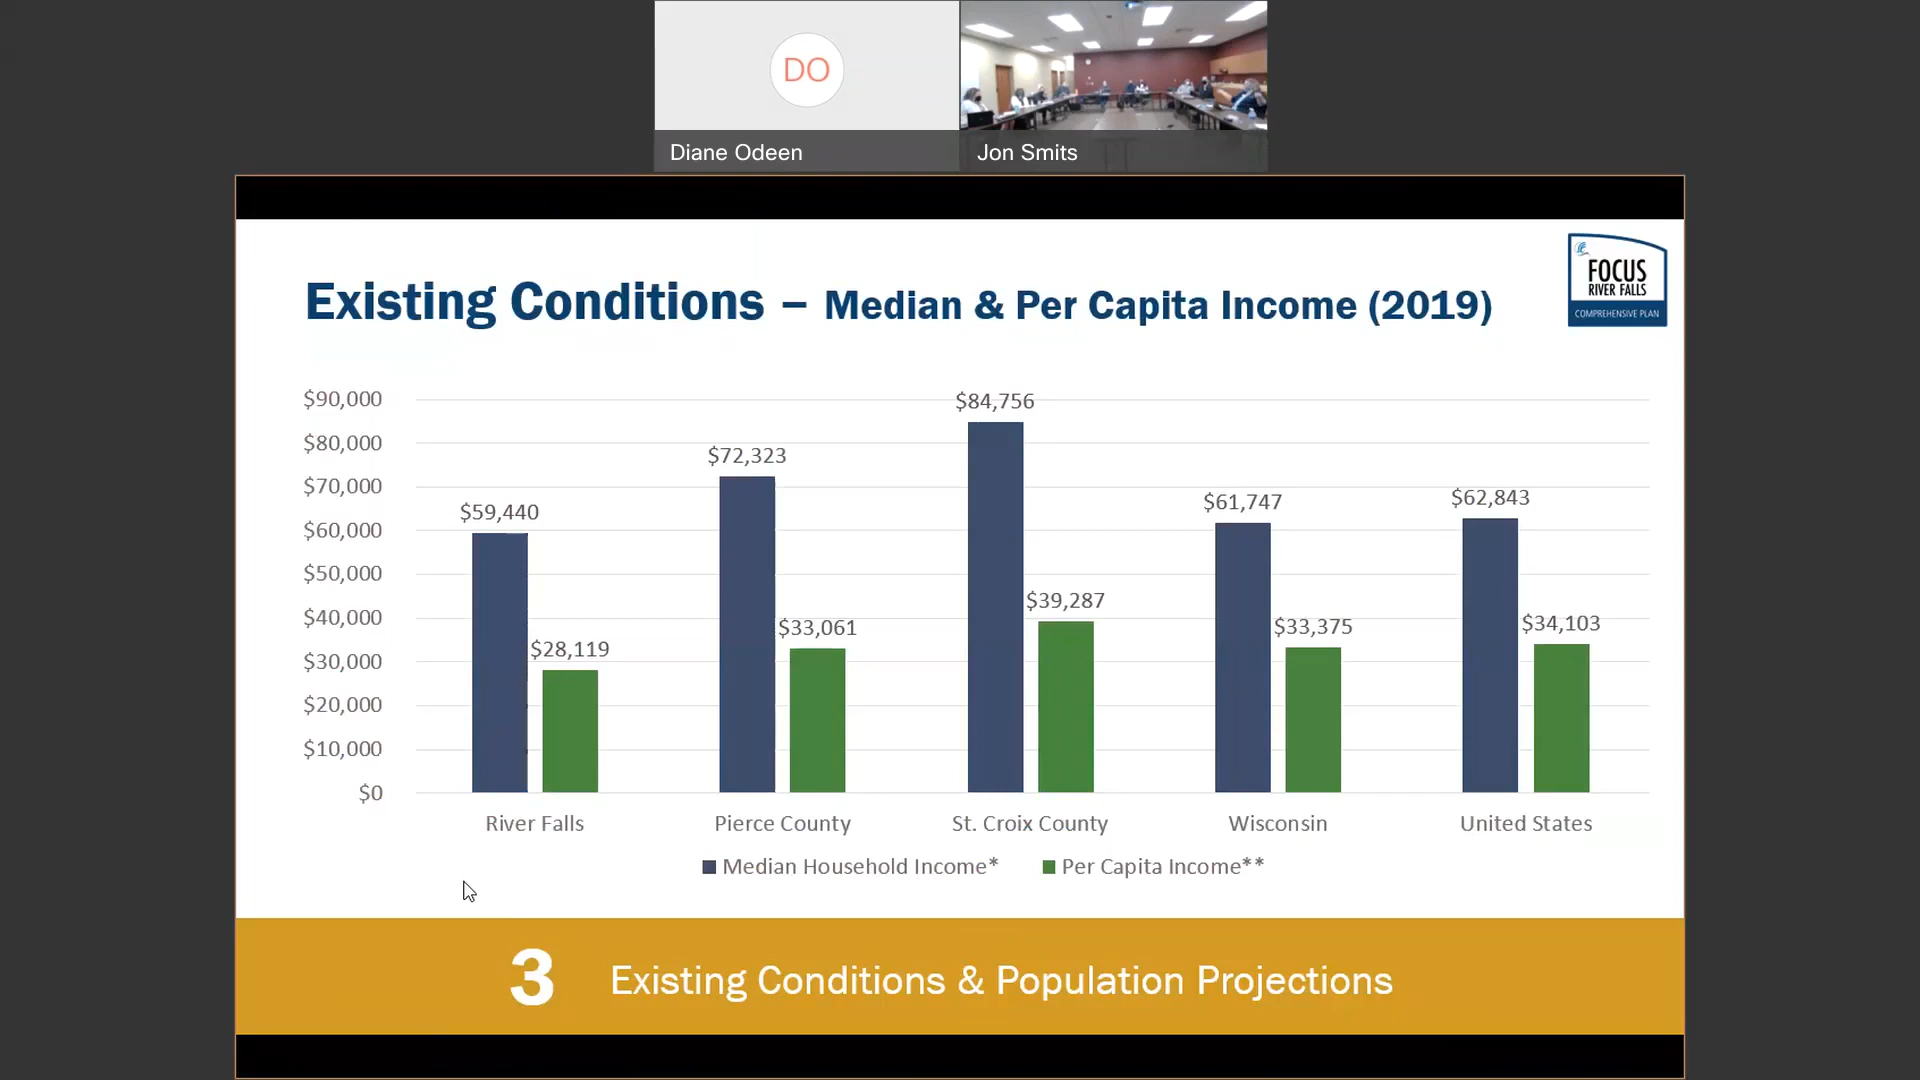 DO
Diane Odeen
Jon Smits
Existing Conditions – Median & Per Capita Income (2019)
FOCUS
RIVER FALLS
COMPREHENSIVE PLAN
$90,000
$80,000
$70,000
$60,000
$50,000
$40,000
$30,000
$20,000
$10,000
$0
$59,440
$28,119
$72,323
$33,061
$84,756
$39,287
$61,747
$33,375
$62,843
$34,103
River Falls
Pierce County
St. Croix County
Wisconsin
United States
Median Household Income*
Per Capita Income**
3 Existing Conditions & Population Projections